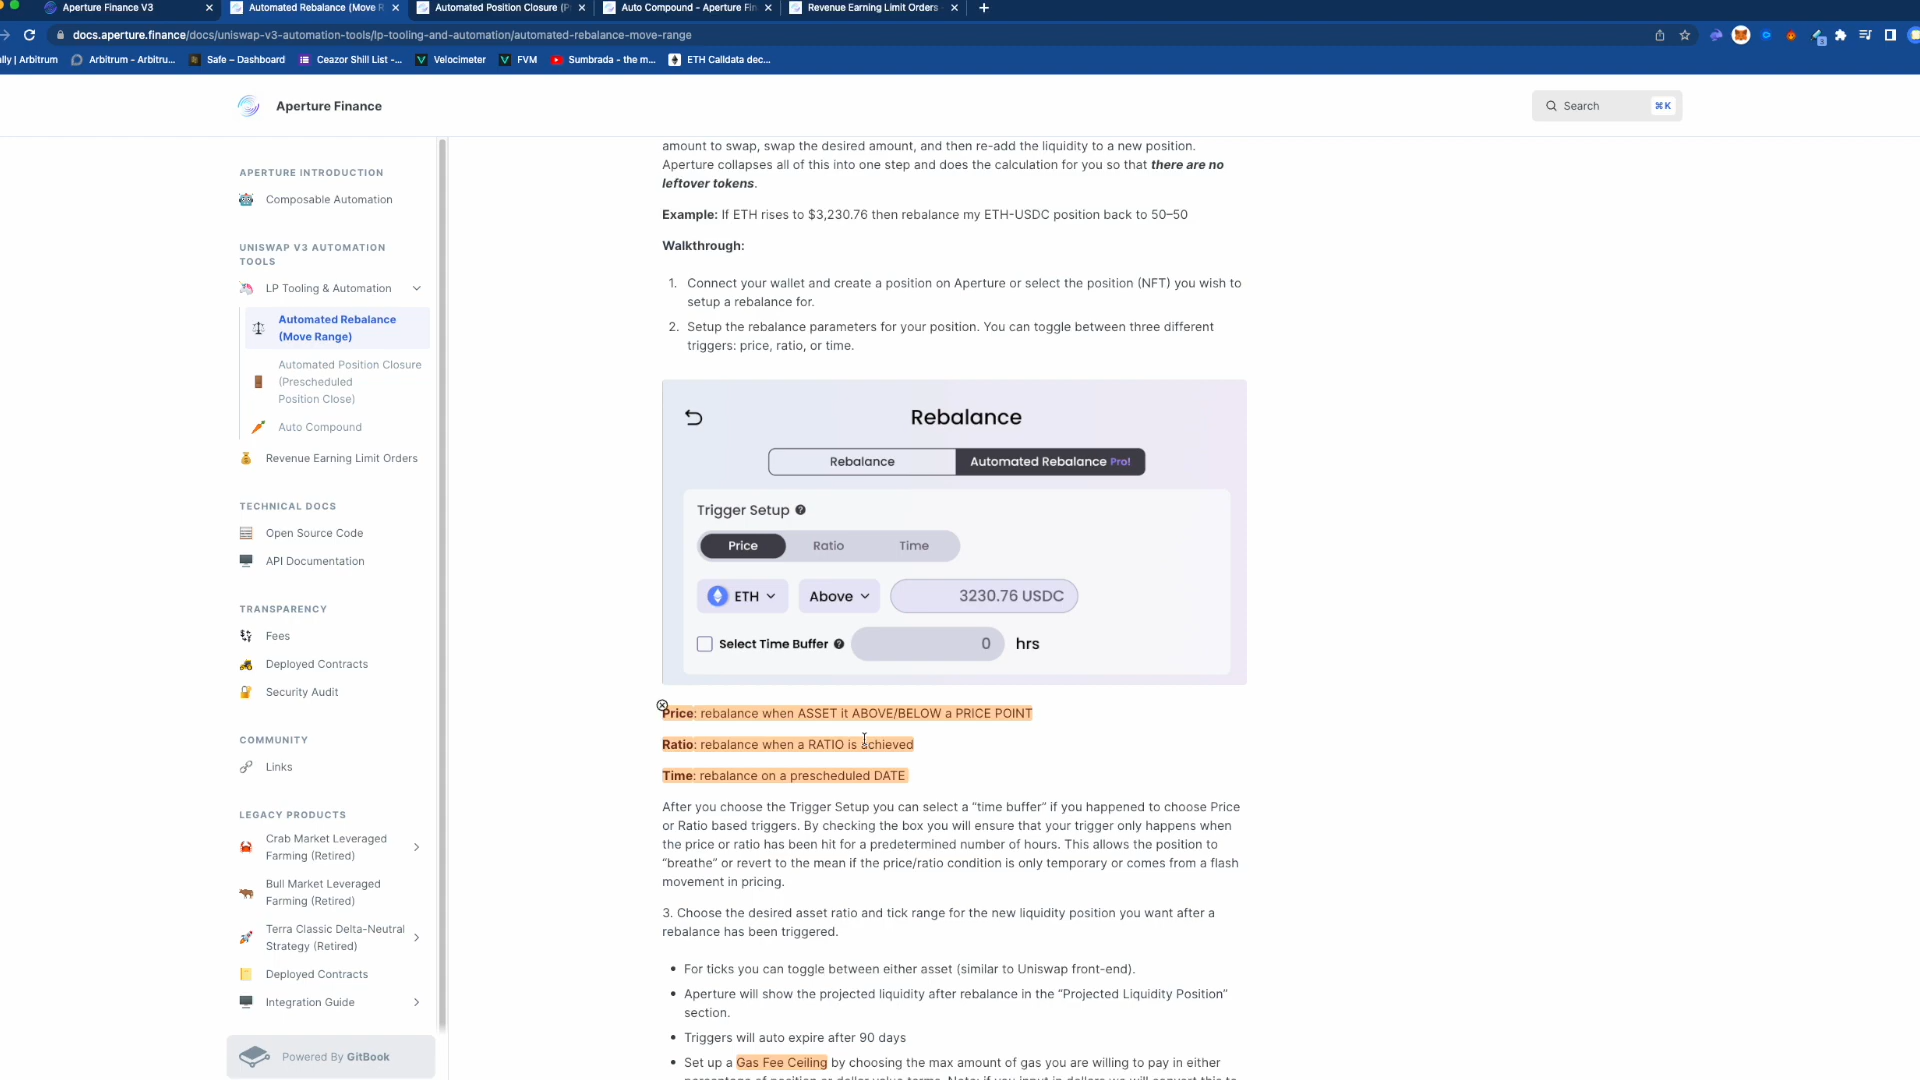 Aperture Finance V3
Automated Rebalance (Move R
Automated Position Closure (P
Auto Compound - Aperture Fin
Revenue Earning Limit Orders -
docs.aperture.finance/docs/uniswap-v3-automation-tools/lp-tooling-and-automation/automated-rebalance-move-range
lly | Arbitrum
Arbitrum – Arbitru...
Safe – Dashboard
Ceazor Shill List -...
Velocimeter
FVM
Sumbrada - the m...
ETH Calldata dec...
Aperture Finance
Search
⌘K
APERTURE INTRODUCTION
Composable Automation
UNISWAP V3 AUTOMATION
TOOLS
LP Tooling & Automation
Automated Rebalance
(Move Range)
Automated Position Closure
(Prescheduled
Position Close)
Auto Compound
Revenue Earning Limit Orders
TECHNICAL DOCS
Open Source Code
API Documentation
TRANSPARENCY
Fees
Deployed Contracts
Security Audit
COMMUNITY
Links
LEGACY PRODUCTS
Crab Market Leveraged
Farming (Retired)
Bull Market Leveraged
Farming (Retired)
Terra Classic Delta-Neutral
Strategy (Retired)
Deployed Contracts
Integration Guide
Powered By GitBook
amount to swap, swap the desired amount, and then re-add the liquidity to a new position.
Aperture collapses all of this into one step and does the calculation for you so that there are no
leftover tokens.
Example: If ETH rises to $3,230.76 then rebalance my ETH-USDC position back to 50–50
Walkthrough:
1. Connect your wallet and create a position on Aperture or select the position (NFT) you wish to
setup a rebalance for.
2. Setup the rebalance parameters for your position. You can toggle between three different
triggers: price, ratio, or time.
Rebalance
Rebalance
Automated Rebalance Pro!
Trigger Setup
Price
Ratio
Time
ETH
Above
3230.76 USDC
Select Time Buffer
0
hrs
Price: rebalance when ASSET it ABOVE/BELOW a PRICE POINT
Ratio: rebalance when a RATIO is achieved
Time: rebalance on a prescheduled DATE
After you choose the Trigger Setup you can select a “time buffer” if you happened to choose Price
or Ratio based triggers. By checking the box you will ensure that your trigger only happens when
the price or ratio has been hit for a predetermined number of hours. This allows the position to
“breathe” or revert to the mean if the price/ratio condition is only temporary or comes from a flash
movement in pricing.
3. Choose the desired asset ratio and tick range for the new liquidity position you want after a
rebalance has been triggered.
• For ticks you can toggle between either asset (similar to Uniswap front-end).
• Aperture will show the projected liquidity after rebalance in the “Projected Liquidity Position”
section.
• Triggers will auto expire after 90 days
• Set up a Gas Fee Ceiling by choosing the max amount of gas you are willing to pay in either